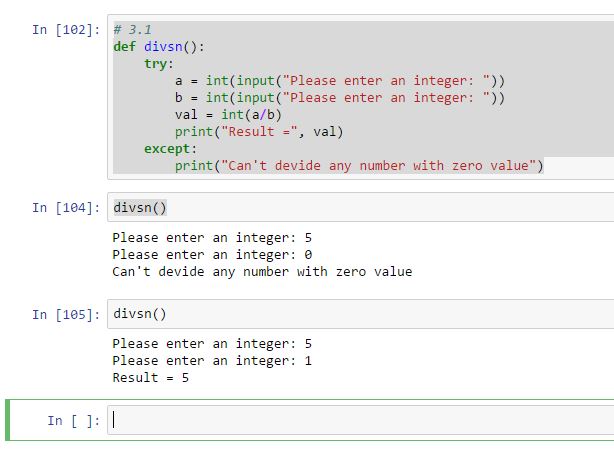 In [102]: # 3.1
def divsn():
    try:
        a = int(input("Please enter an integer: "))
        b = int(input("Please enter an integer: "))
        val = int(a/b)
        print("Result =", val)
    except:
        print("Can't devide any number with zero value")
In [104]: divsn()
Please enter an integer: 5
Please enter an integer: 0
Can't devide any number with zero value
In [105]: divsn()
Please enter an integer: 5
Please enter an integer: 1
Result = 5
In [ ]: